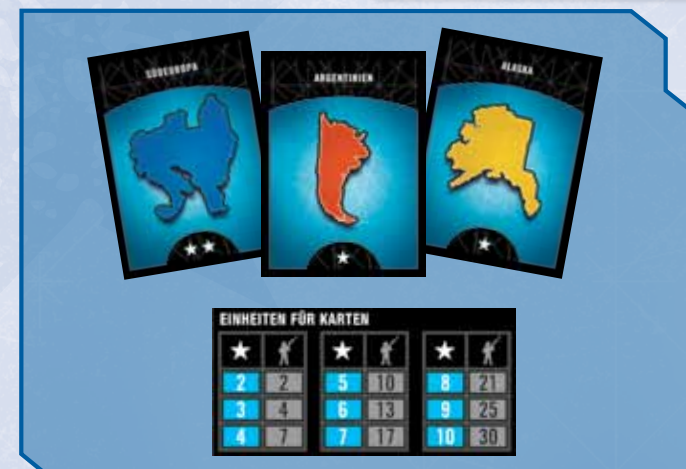 SÜDEUROPA
ARGENTINIEN
ALASKA
EINHEITEN FÜR KARTEN
2 2 5 10 8 21
3 4 6 13 9 25
4 7 7 17 10 30